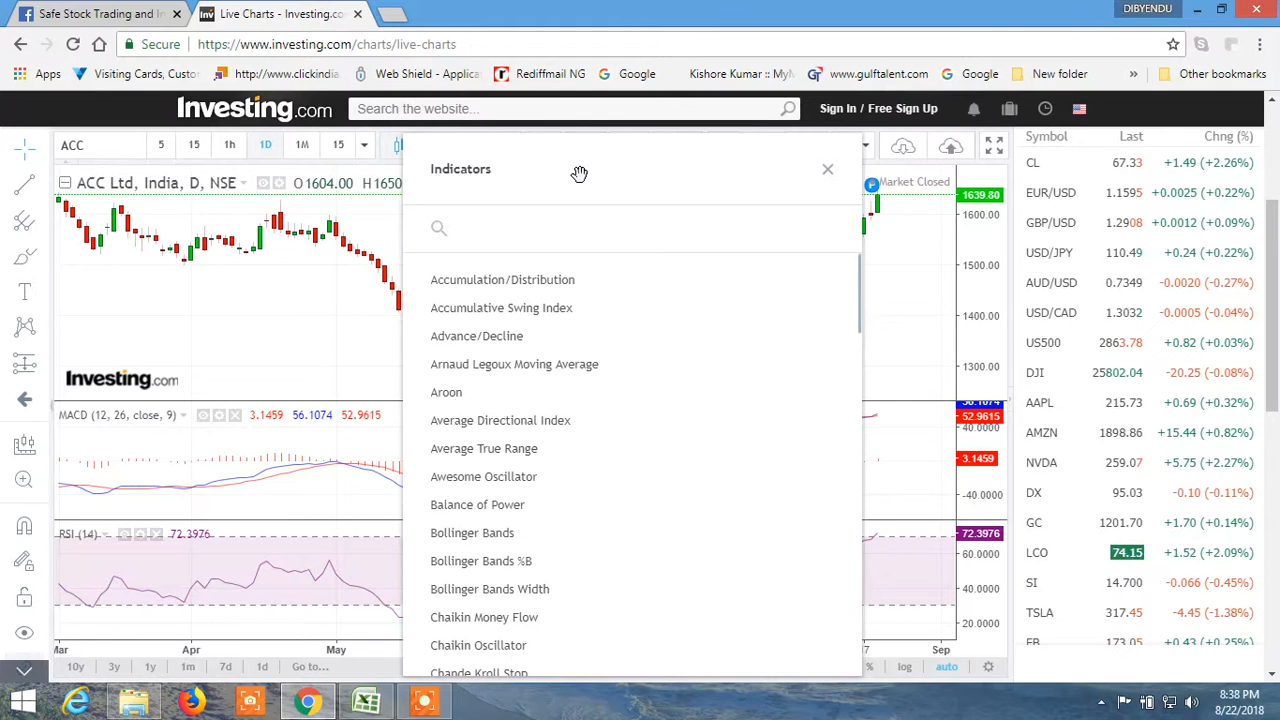 Safe Stock Trading and In
Live Charts - Investing.co
DIBYENDU
Secure
https://www.investing.com/charts/live-charts
Apps
Visiting Cards, Custo
http://www.clickindia
Web Shield - Applicat
Rediffmail NG
Google
Kishore Kumar :: MyM
www.gulftalent.com
Google
New folder
»
Other bookmarks
Investing.com
Search the website...
Sign In / Free Sign Up
ACC
5
15
1h
1D
1M
15
ACC Ltd, India, D, NSE
O1604.00
H1650
Market Closed
1639.80
1600.00
1500.00
1400.00
1300.00
Investing.com
MACD (12, 26, close, 9)
3.1459
56.1074
52.9615
52.9615
40.0000
3.1459
-40.0000
RSI (14)
72.3976
72.3976
60.0000
40.0000
20.0000
Apr
May
Sep
10y
3y
1y
1m
7d
1d
Go to...
%
log
auto
Indicators
Accumulation/Distribution
Accumulative Swing Index
Advance/Decline
Arnaud Legoux Moving Average
Aroon
Average Directional Index
Average True Range
Awesome Oscillator
Balance of Power
Bollinger Bands
Bollinger Bands %B
Bollinger Bands Width
Chaikin Money Flow
Chaikin Oscillator
Chande Kroll Stop
Symbol Last Chng (%)
CL 67.33 +1.49 (+2.26%)
EUR/USD 1.1595 +0.0025 (+0.22%)
GBP/USD 1.2908 +0.0012 (+0.09%)
USD/JPY 110.49 +0.24 (+0.22%)
AUD/USD 0.7349 -0.0020 (-0.27%)
USD/CAD 1.3032 -0.0005 (-0.04%)
US500 2863.78 +0.82 (+0.03%)
DJI 25802.04 -20.25 (-0.08%)
AAPL 215.73 +0.69 (+0.32%)
AMZN 1898.86 +15.44 (+0.82%)
NVDA 259.07 +5.75 (+2.27%)
DX 95.03 -0.10 (-0.11%)
GC 1201.70 +1.70 (+0.14%)
LCO 74.15 +1.52 (+2.09%)
SI 14.700 -0.066 (-0.45%)
TSLA 317.45 -4.45 (-1.38%)
FB 173.05 +0.43 (+0.25%)
8:38 PM
8/22/2018